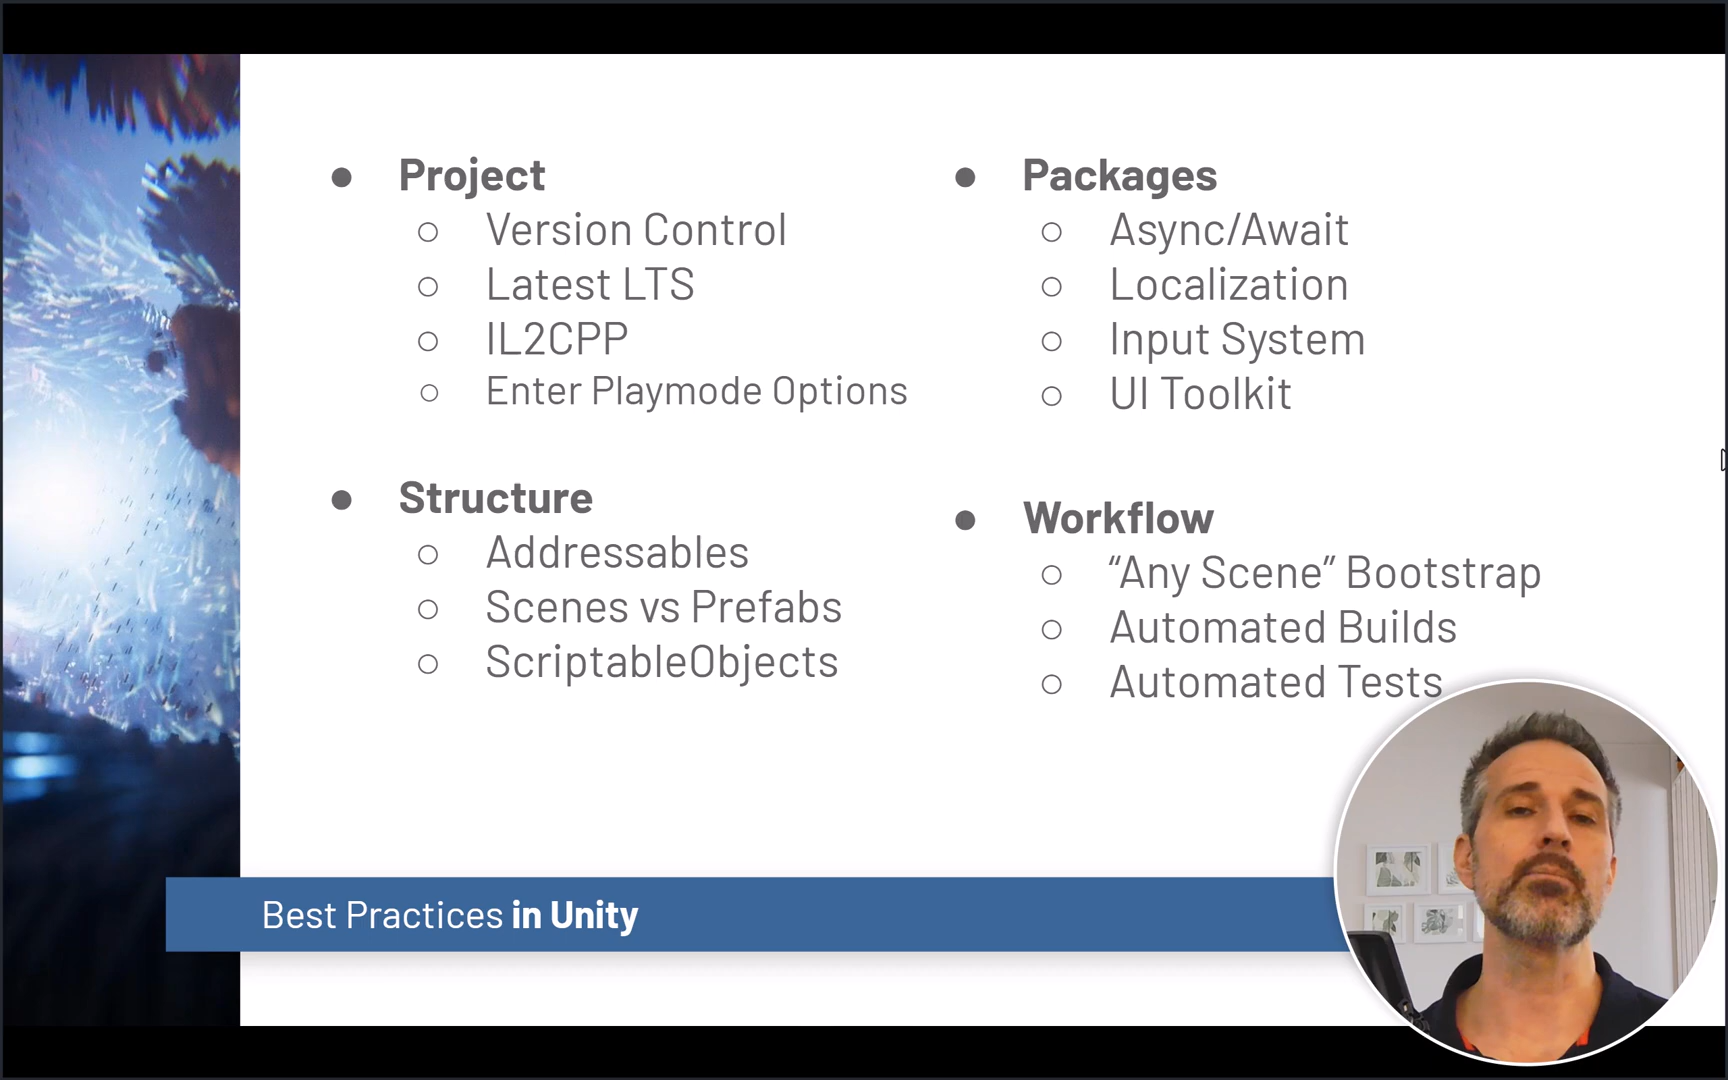 Project
Version Control
Latest LTS
IL2CPP
Enter Playmode Options
Structure
Addressables
Scenes vs Prefabs
ScriptableObjects
Packages
Async/Await
Localization
Input System
UI Toolkit
Workflow
“Any Scene” Bootstrap
Automated Builds
Automated Tests
Best Practices in Unity